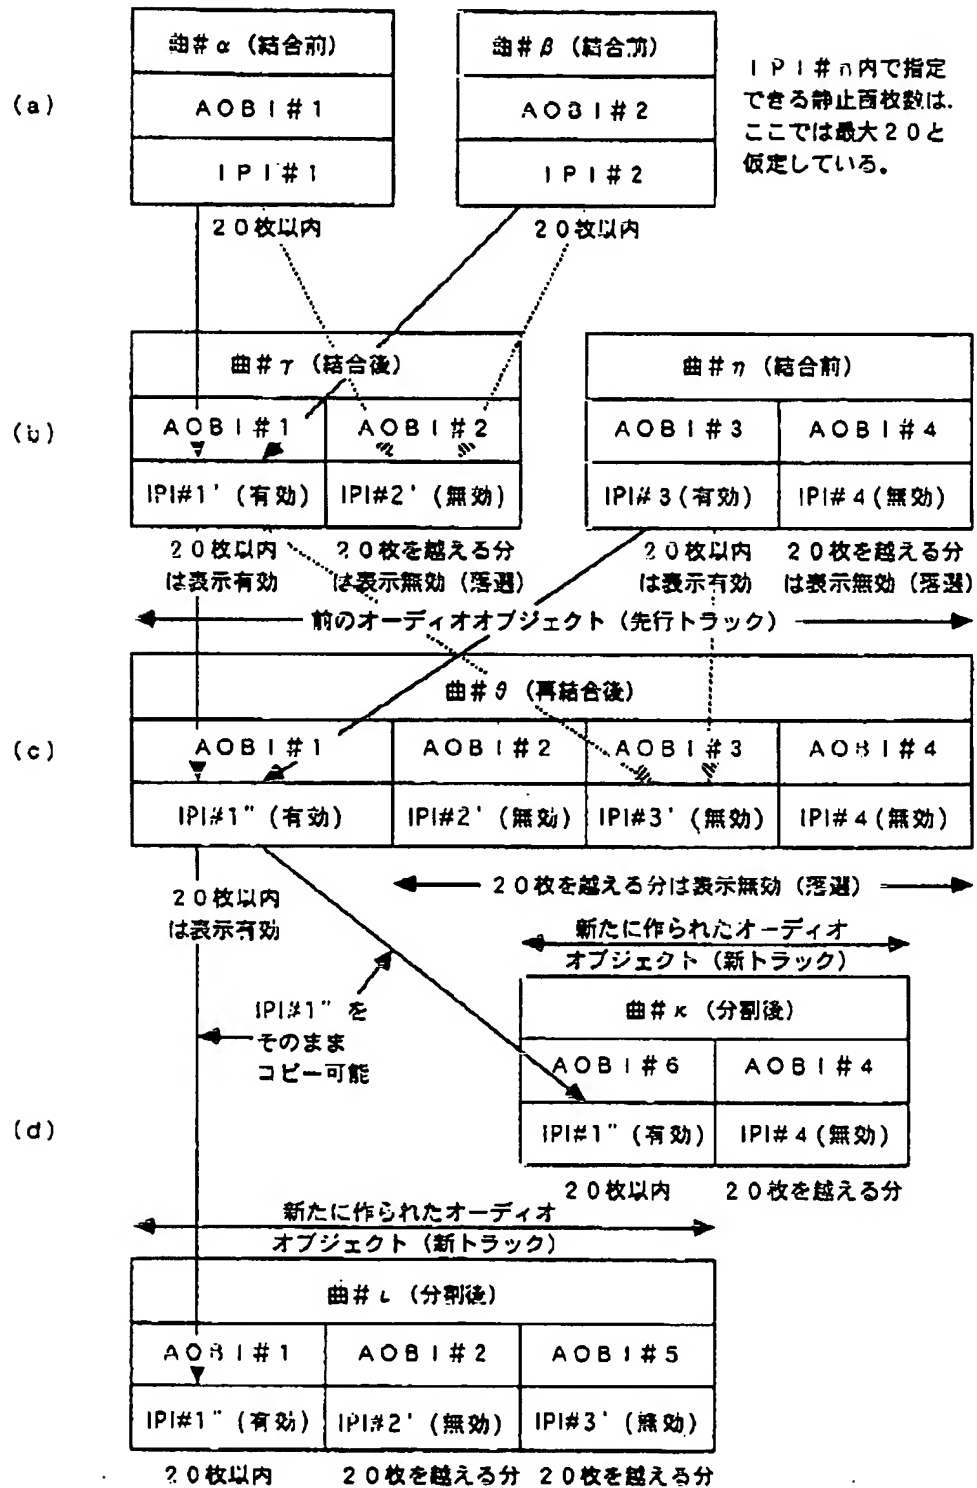 (a)
曲#α (結合前)
AOBI#1
IPI#1
20枚以内
曲#β (結合前)
AOBI#2
IPI#2
20枚以内
IPI#n内で指定
できる静止画枚数は、
ここでは最大20と
仮定している。
(b)
曲#γ (結合後)
AOBI#1
AOBI#2
IPI#1' (有効)
IPI#2' (無効)
20枚以内
は表示有効
20枚を越える分
は表示無効 (落選)
曲#η (結合前)
AOBI#3
AOBI#4
IPI#3 (有効)
IPI#4 (無効)
20枚以内
は表示有効
20枚を越える分
は表示無効 (落選)
前のオーディオオブジェクト (先行トラック)
(c)
曲#θ (再結合後)
AOBI#1
AOBI#2
AOBI#3
AOBI#4
IPI#1" (有効)
IPI#2' (無効)
IPI#3' (無効)
IPI#4 (無効)
20枚以内
は表示有効
20枚を越える分は表示無効 (落選)
IPI#1" を
そのまま
コピー可能
(d)
新たに作られたオーディオ
オブジェクト (新トラック)
曲#κ (分割後)
AOBI#6
AOBI#4
IPI#1" (有効)
IPI#4 (無効)
20枚以内
20枚を越える分
新たに作られたオーディオ
オブジェクト (新トラック)
曲#ι (分割後)
AOBI#1
AOBI#2
AOBI#5
IPI#1" (有効)
IPI#2' (無効)
IPI#3' (無効)
20枚以内
20枚を越える分
20枚を越える分